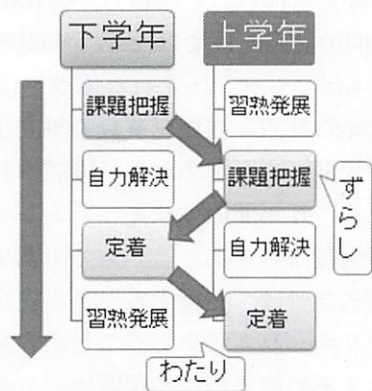 下学年
上学年
課題把握
習熟発展
自力解決
課題把握
ずらし
定着
自力解決
習熟発展
定着
わたり